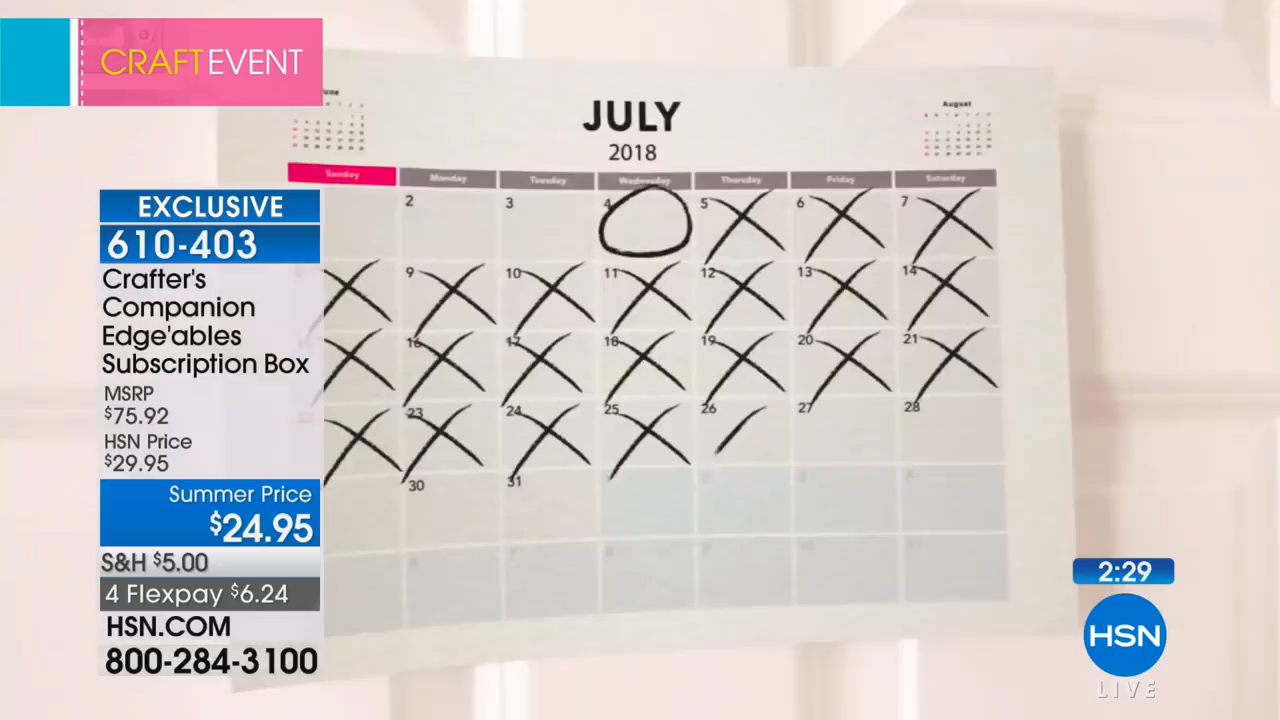 CRAFT EVENT
EXCLUSIVE
610-403
Crafter's
Companion
Edge'ables
Subscription Box
MSRP
$75.92
HSN Price
$29.95
Summer Price
$24.95
S&H $5.00
4 Flexpay $6.24
HSN.COM
800-284-3100
August
JULY
2018
Sunday Monday Tuesday Wednesday Thursday Friday Saturday
2 3 4 5 6 7
9 10 11 12 13 14
16 17 18 19 20 21
23 24 25 26 27 28
30 31
2:29
HSN
LIVE